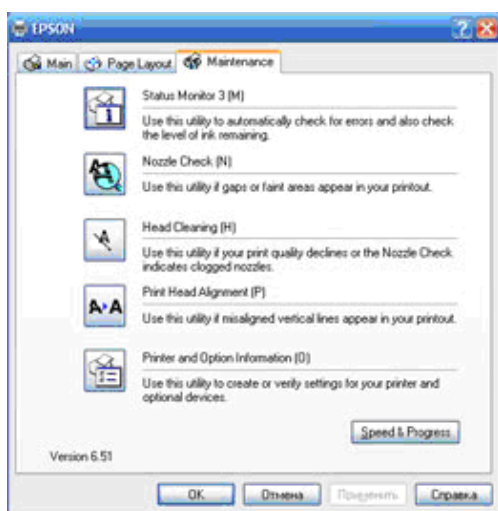 EPSON
Main Page Layout Maintenance
Status Monitor 3 (M)
Use this utility to automatically check for errors and also check
the level of ink remaining.
Nozzle Check (N)
Use this utility if gaps or faint areas appear in your printout.
Head Cleaning (H)
Use this utility if your print quality declines or the Nozzle Check
indicates clogged nozzles.
Print Head Alignment (P)
Use this utility if misaligned vertical lines appear in your printout.
Printer and Option Information (O)
Use this utility to create or verify settings for your printer and
optional devices.
Speed & Progress
Version 6.51
OK Отмена Применить Справка